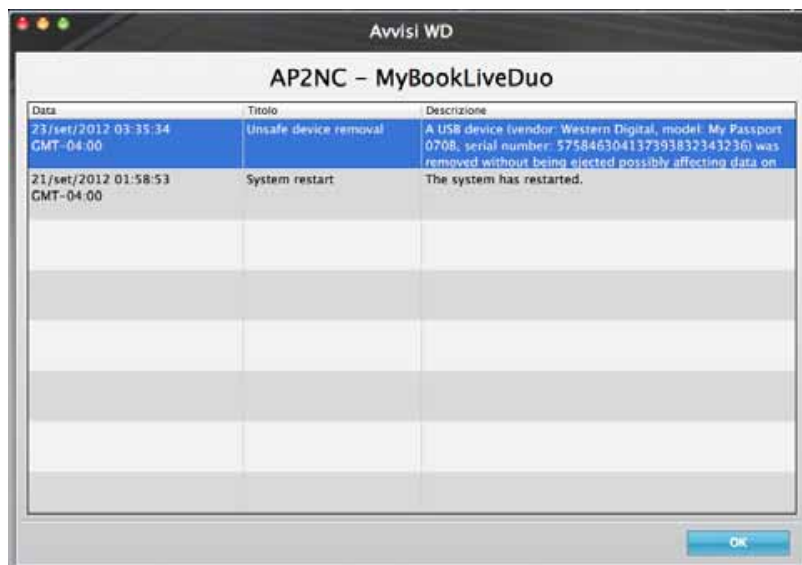 Avvisi WD
AP2NC – MyBookLiveDuo
Data Titolo Descrizione
23/set/2012 03:35:34 GMT-04:00
Unsafe device removal
A USB device (vendor: Western Digital, model: My Passport
0708, serial number: 575846304137393832343236) was
removed without being ejected possibly affecting data on
21/set/2012 01:58:53 GMT-04:00
System restart
The system has restarted.
OK